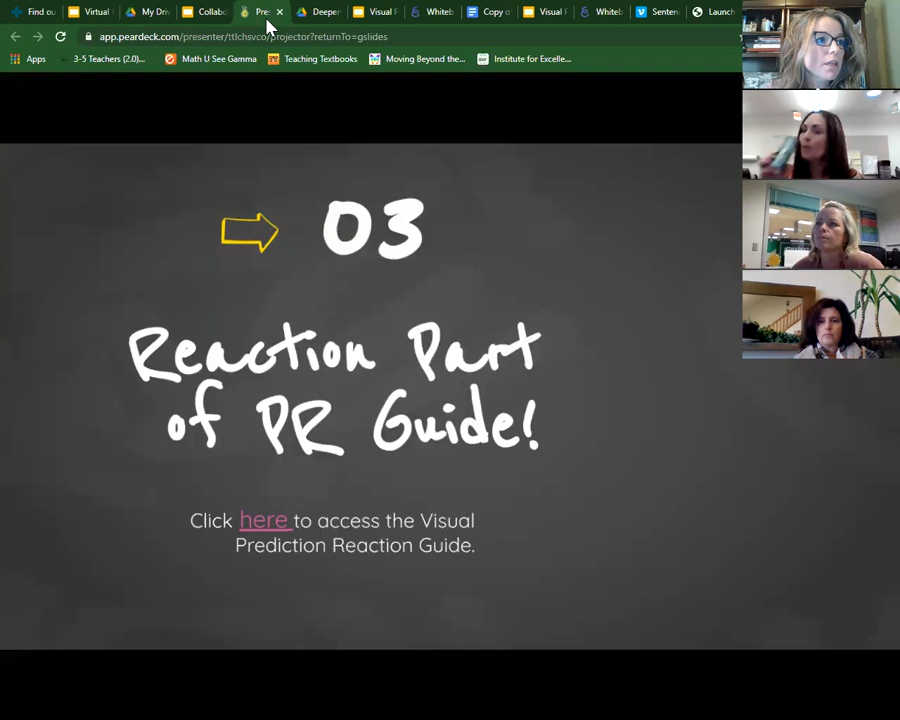 Find ou
Virtual
My Driv
Collabo
Pre
Deeper
Visual P
Whiteb
Copy o
Visual P
Whiteb
Senten
Launch
app.peardeck.com/presenter/ttlchsvco/projector?returnTo=gslides
Apps
3-5 Teachers (2.0)...
Math U See Gamma
Teaching Textbooks
Moving Beyond the...
Institute for Excelle...
03
Reaction Part
of PR Guide!
Click here to access the Visual
Prediction Reaction Guide.